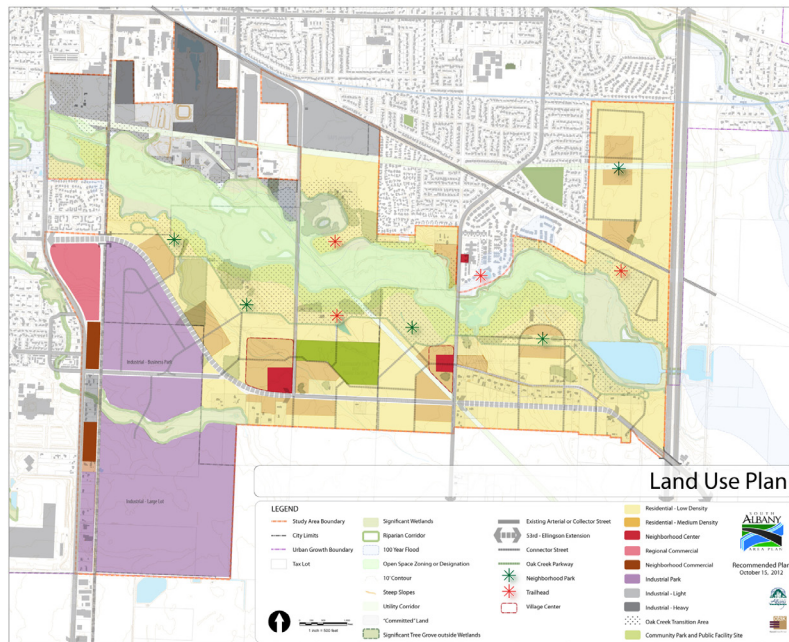 Industrial - Business Park
Industrial - Large Lot
Land Use Plan
LEGEND
Study Area Boundary
City Limits
Urban Growth Boundary
Tax Lot
Significant Wetlands
Riparian Corridor
100 Year Flood
Open Space Zoning or Designation
10' Contour
Steep Slopes
Utility Corridor
"Committed" Land
Significant Tree Grove outside Wetlands
Existing Arterial or Collector Street
53rd - Ellingson Extension
Connector Street
Oak Creek Parkway
Neighborhood Park
Trailhead
Village Center
Residential - Low Density
Residential - Medium Density
Neighborhood Center
Regional Commercial
Neighborhood Commercial
Industrial Park
Industrial - Light
Industrial - Heavy
Oak Creek Transition Area
Community Park and Public Facility Site
SOUTH
ALBANY
AREA PLAN
Recommended Plan
October 15, 2012